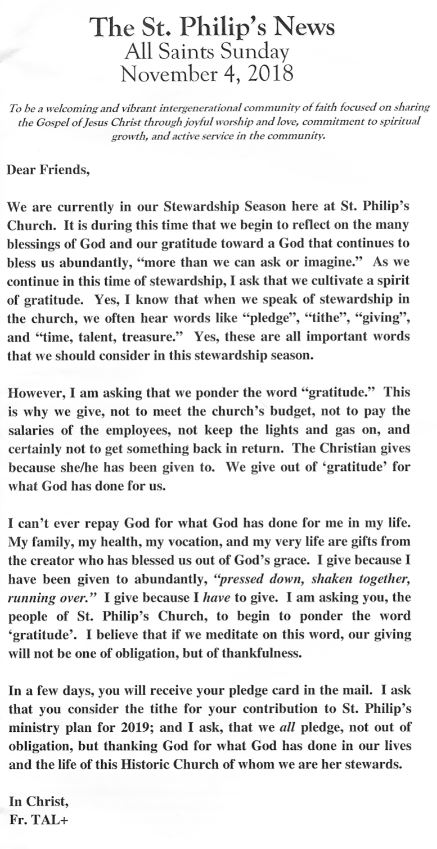 The St. Philip's News
All Saints Sunday
November 4, 2018
To be a welcoming and vibrant intergenerational community of faith focused on sharing
the Gospel of Jesus Christ through joyful worship and love, commitment to spiritual
growth, and active service in the community.
Dear Friends,
We are currently in our Stewardship Season here at St. Philip's
Church. It is during this time that we begin to reflect on the many
blessings of God and our gratitude toward a God that continues to
bless us abundantly, “more than we can ask or imagine.” As we
continue in this time of stewardship, I ask that we cultivate a spirit
of gratitude. Yes, I know that when we speak of stewardship in
the church, we often hear words like “pledge”, “tithe”, “giving”,
and “time, talent, treasure.” Yes, these are all important words
that we should consider in this stewardship season.
However, I am asking that we ponder the word “gratitude.” This
is why we give, not to meet the church's budget, not to pay the
salaries of the employees, not keep the lights and gas on, and
certainly not to get something back in return. The Christian gives
because she/he has been given to. We give out of ‘gratitude’ for
what God has done for us.
I can't ever repay God for what God has done for me in my life.
My family, my health, my vocation, and my very life are gifts from
the creator who has blessed us out of God's grace. I give because I
have been given to abundantly, “pressed down, shaken together,
running over.” I give because I have to give. I am asking you, the
people of St. Philip's Church, to begin to ponder the word
‘gratitude’. I believe that if we meditate on this word, our giving
will not be one of obligation, but of thankfulness.
In a few days, you will receive your pledge card in the mail. I ask
that you consider the tithe for your contribution to St. Philip's
ministry plan for 2019; and I ask, that we all pledge, not out of
obligation, but thanking God for what God has done in our lives
and the life of this Historic Church of whom we are her stewards.
In Christ,
Fr. TAL+